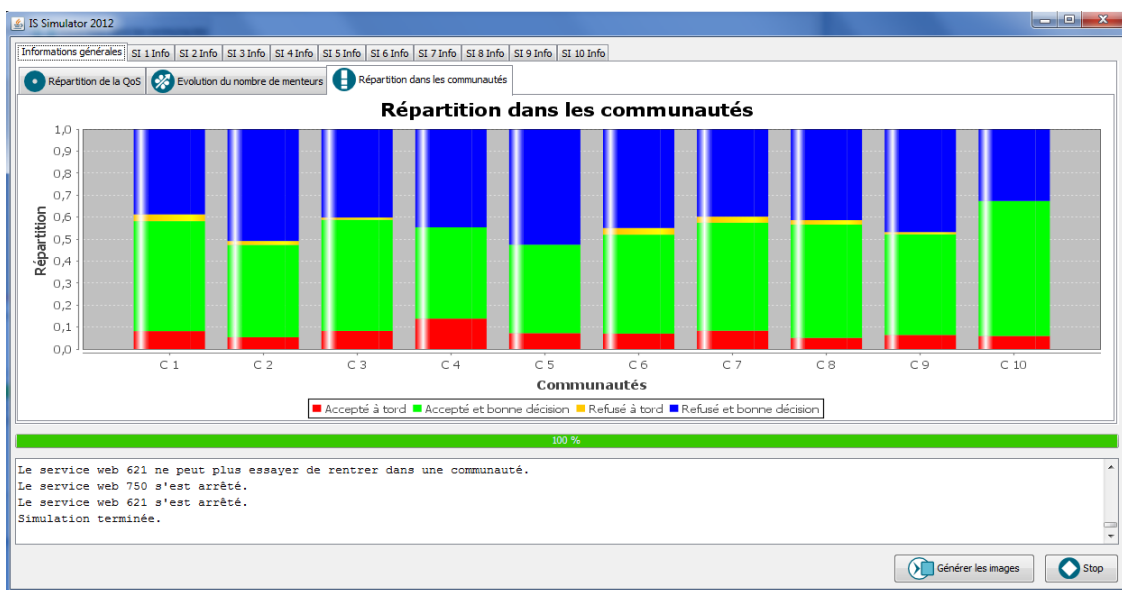 IS Simulator 2012
Informations générales SI 1 Info SI 2 Info SI 3 Info SI 4 Info SI 5 Info SI 6 Info SI 7 Info SI 8 Info SI 9 Info SI 10 Info
Répartition de la QoS Evolution du nombre de menteurs Répartition dans les communautés
Répartition dans les communautés
1,0
0,9
0,8
0,7
0,6
0,5
0,4
0,3
0,2
0,1
0,0
Répartition
C 1 C 2 C 3 C 4 C 5 C 6 C 7 C 8 C 9 C 10
Communautés
Accepté à tord Accepté et bonne décision Refusé à tord Refusé et bonne décision
100 %
Le service web 621 ne peut plus essayer de rentrer dans une communauté.
Le service web 750 s'est arrêté.
Le service web 621 s'est arrêté.
Simulation terminée.
Générer les images Stop